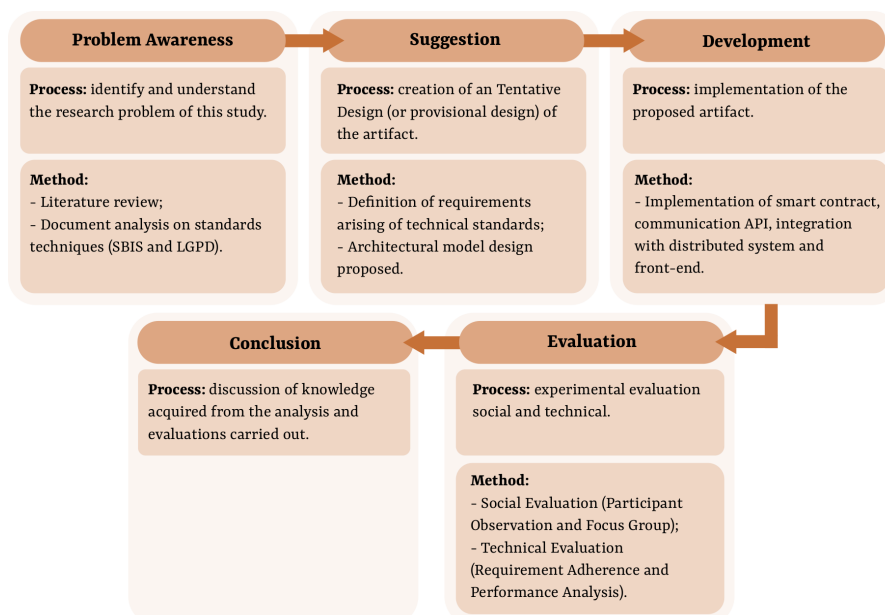 Problem Awareness
Process: identify and understand
the research problem of this study.
Method:
- Literature review;
- Document analysis on standards
techniques (SBIS and LGPD).
Suggestion
Process: creation of an Tentative
Design (or provisional design) of
the artifact.
Method:
- Definition of requirements
arising of technical standards;
- Architectural model design
proposed.
Development
Process: implementation of the
proposed artifact.
Method:
- Implementation of smart contract,
communication API, integration
with distributed system and
front-end.
Evaluation
Process: experimental evaluation
social and technical.
Method:
- Social Evaluation (Participant
Observation and Focus Group);
- Technical Evaluation
(Requirement Adherence and
Performance Analysis).
Conclusion
Process: discussion of knowledge
acquired from the analysis and
evaluations carried out.